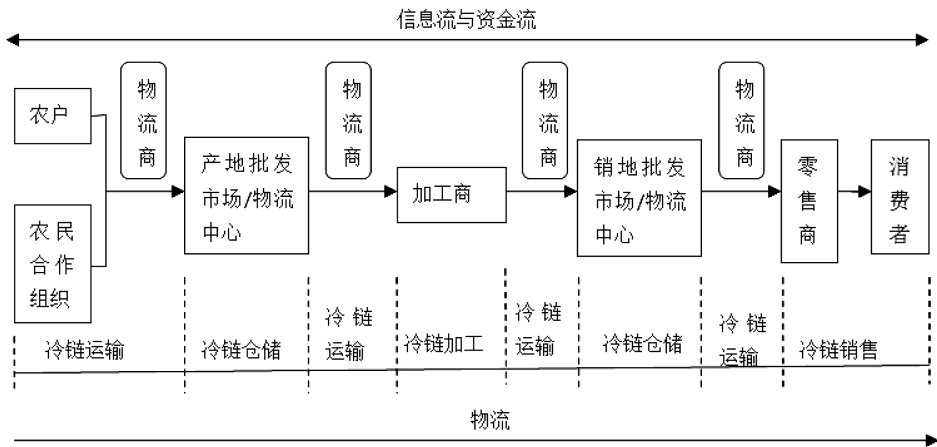 信息流与资金流
农户
农民
合作
组织
物
流
商
产地批发
市场/物流
中心
物
流
商
加工商
物
流
商
销地批发
市场/物流
中心
物
流
商
零
售
商
消
费
者
冷链运输
冷链仓储
冷链
运输
冷链加工
冷链
运输
冷链仓储
冷链
运输
冷链销售
物流